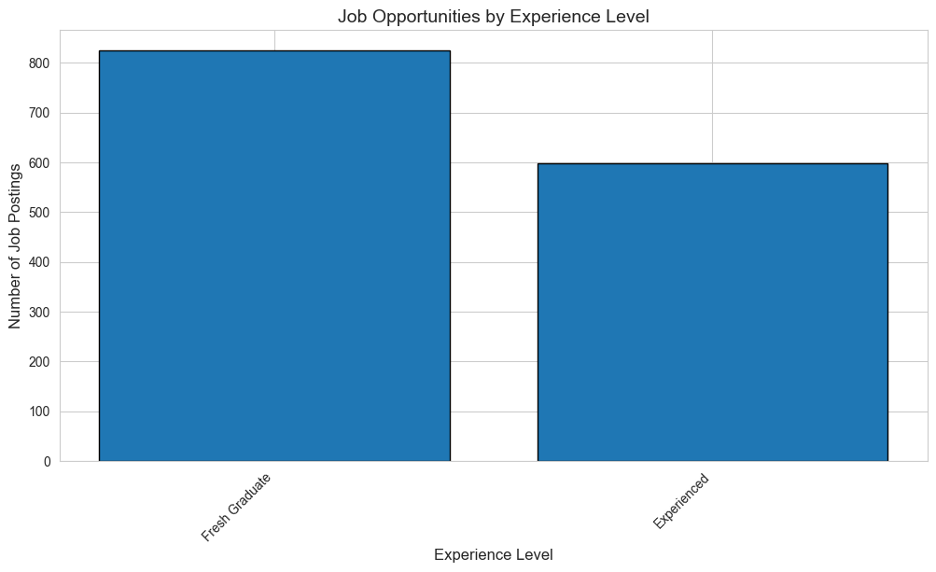 Job Opportunities by Experience Level
Number of Job Postings
800
700
600
500
400
300
200
100
0
Fresh Graduate
Experienced
Experience Level